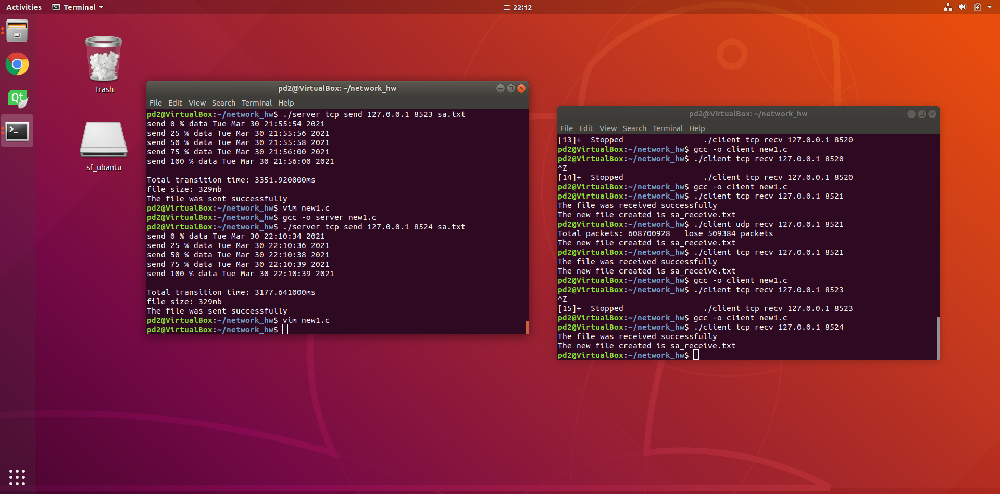 Activities
Terminal
二 22:12
Trash
sf_ubantu
pd2@VirtualBox: ~/network_hw
File Edit View Search Terminal Help
pd2@VirtualBox:~/network_hw$ ./server tcp send 127.0.0.1 8523 sa.txt
send 0 % data Tue Mar 30 21:55:54 2021
send 25 % data Tue Mar 30 21:55:56 2021
send 50 % data Tue Mar 30 21:55:58 2021
send 75 % data Tue Mar 30 21:56:00 2021
send 100 % data Tue Mar 30 21:56:00 2021
Total transition time: 3351.920000ms
file size: 329mb
The file was sent successfully
pd2@VirtualBox:~/network_hw$ vim new1.c
pd2@VirtualBox:~/network_hw$ gcc -o server new1.c
pd2@VirtualBox:~/network_hw$ ./server tcp send 127.0.0.1 8524 sa.txt
send 0 % data Tue Mar 30 22:10:34 2021
send 25 % data Tue Mar 30 22:10:36 2021
send 50 % data Tue Mar 30 22:10:38 2021
send 75 % data Tue Mar 30 22:10:39 2021
send 100 % data Tue Mar 30 22:10:39 2021
Total transition time: 3177.641000ms
file size: 329mb
The file was sent successfully
pd2@VirtualBox:~/network_hw$ vim new1.c
pd2@VirtualBox:~/network_hw$
pd2@VirtualBox: ~/network_hw
File Edit View Search Terminal Help
[13]+  Stopped                 ./client tcp recv 127.0.0.1 8520
pd2@VirtualBox:~/network_hw$ gcc -o client new1.c
pd2@VirtualBox:~/network_hw$ ./client tcp recv 127.0.0.1 8520
^Z
[14]+  Stopped                 ./client tcp recv 127.0.0.1 8520
pd2@VirtualBox:~/network_hw$ gcc -o client new1.c
pd2@VirtualBox:~/network_hw$ ./client tcp recv 127.0.0.1 8521
The file was received successfully
The new file created is sa_receive.txt
pd2@VirtualBox:~/network_hw$ ./client udp recv 127.0.0.1 8521
Total packets: 608700928   lose 509384 packets
The new file created is sa_receive.txt
pd2@VirtualBox:~/network_hw$ ./client tcp recv 127.0.0.1 8521
The file was received successfully
The new file created is sa_receive.txt
pd2@VirtualBox:~/network_hw$ gcc -o client new1.c
pd2@VirtualBox:~/network_hw$ ./client tcp recv 127.0.0.1 8523
^Z
[15]+  Stopped                 ./client tcp recv 127.0.0.1 8523
pd2@VirtualBox:~/network_hw$ gcc -o client new1.c
pd2@VirtualBox:~/network_hw$ ./client tcp recv 127.0.0.1 8524
The file was received successfully
The new file created is sa_receive.txt
pd2@VirtualBox:~/network_hw$
Qt